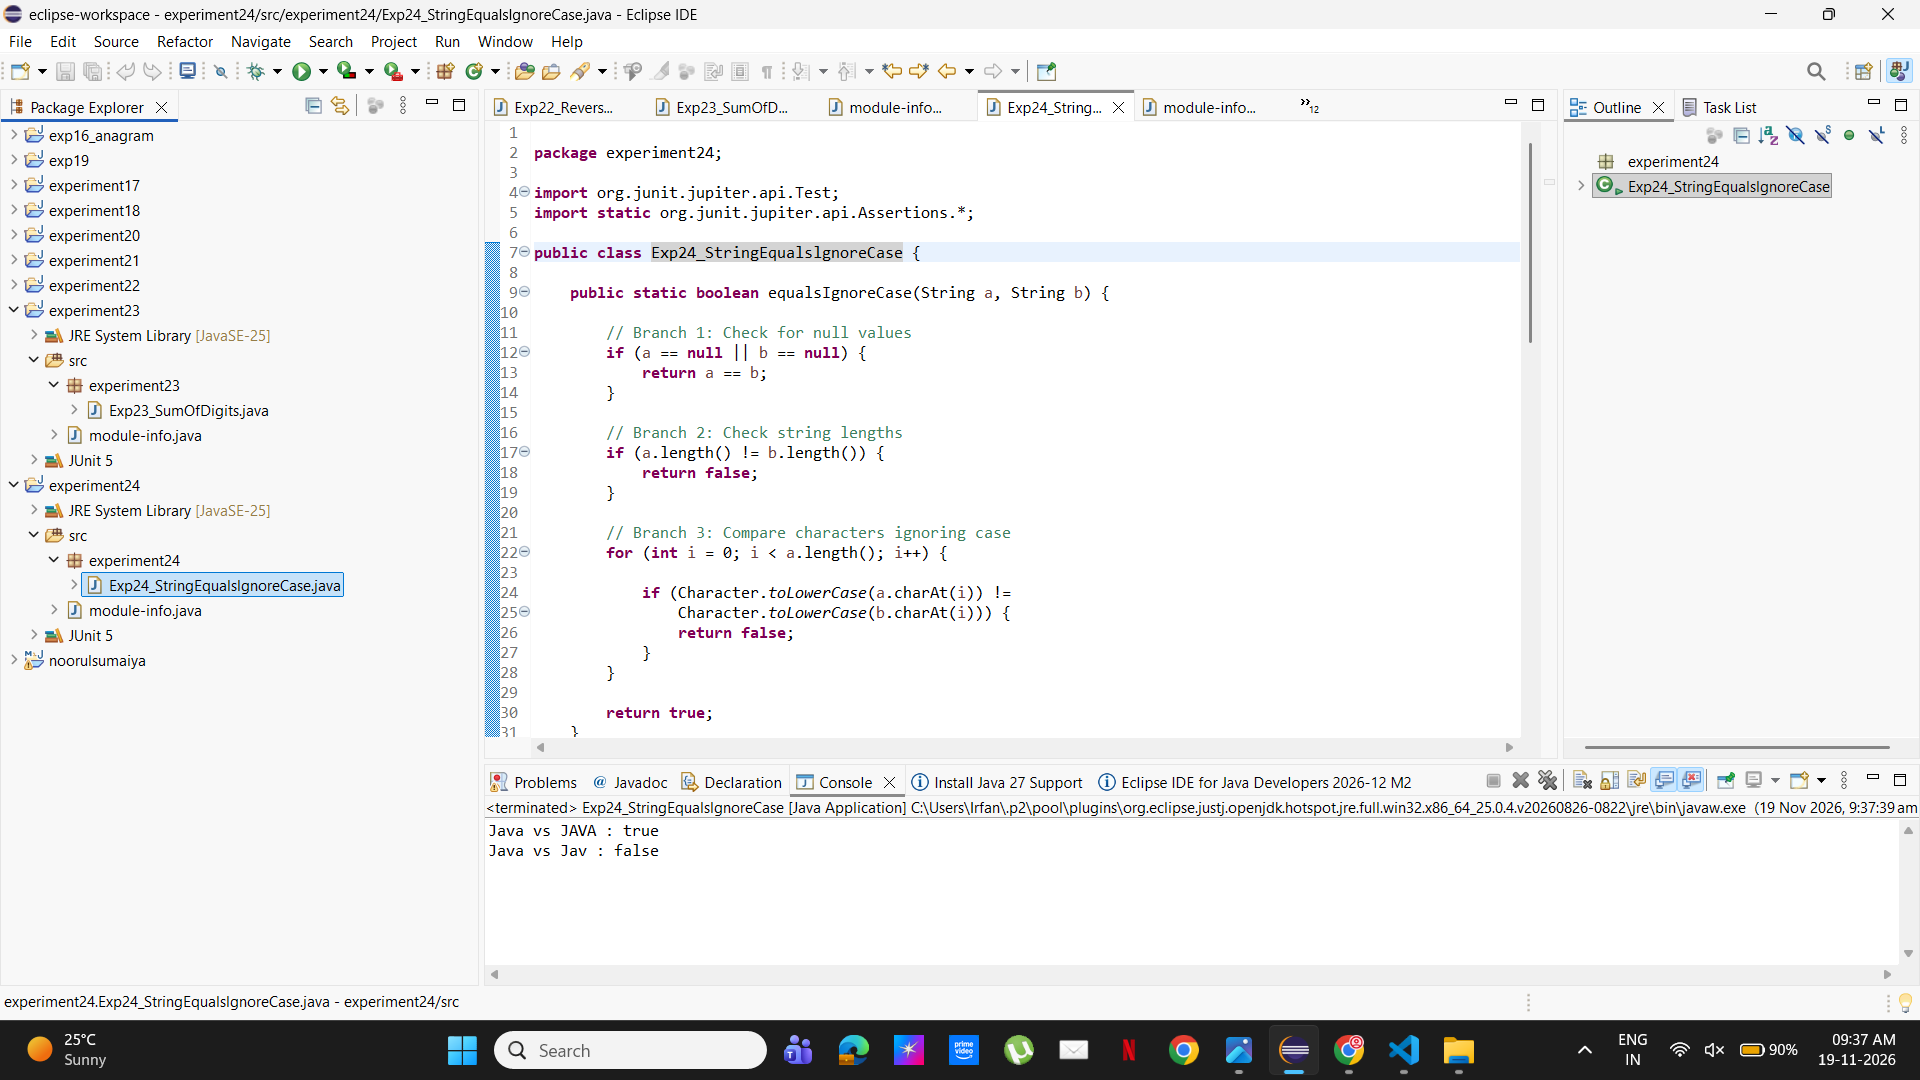 eclipse-workspace - experiment24/src/experiment24/Exp24_StringEqualslgnoreCase.java - Eclipse IDE
File Edit Source Refactor Navigate Search Project Run Window Help
Package Explorer
exp16_anagram
exp19
experiment17
experiment18
experiment20
experiment21
experiment22
experiment23
JRE System Library [JavaSE-25]
src
experiment23
Exp23_SumOfDigits.java
module-info.java
JUnit 5
experiment24
JRE System Library [JavaSE-25]
src
experiment24
Exp24_StringEqualslgnoreCase.java
module-info.java
JUnit 5
noorulsumaiya
Exp22_Revers... Exp23_SumOfD... module-info... Exp24_String... module-info... »12
1
2 package experiment24;
3
4 import org.junit.jupiter.api.Test;
5 import static org.junit.jupiter.api.Assertions.*;
6
7 public class Exp24_StringEqualslgnoreCase {
8
9 public static boolean equalsIgnoreCase(String a, String b) {
10
11 // Branch 1: Check for null values
12 if (a == null || b == null) {
13 return a == b;
14 }
15
16 // Branch 2: Check string lengths
17 if (a.length() != b.length()) {
18 return false;
19 }
20
21 // Branch 3: Compare characters ignoring case
22 for (int i = 0; i < a.length(); i++) {
23
24 if (Character.toLowerCase(a.charAt(i)) !=
25 Character.toLowerCase(b.charAt(i))) {
26 return false;
27 }
28 }
29
30 return true;
31 }
Outline Task List
experiment24
Exp24_StringEqualslgnoreCase
Problems @ Javadoc Declaration Console Install Java 27 Support Eclipse IDE for Java Developers 2026-12 M2
<terminated> Exp24_StringEqualslgnoreCase [Java Application] C:\Users\Irfan\.p2\pool\plugins\org.eclipse.justj.openjdk.hotspot.jre.full.win32.x86_64_25.0.4.v20260826-0822\jre\bin\javaw.exe (19 Nov 2026, 9:37:39 am
Java vs JAVA : true
Java vs Jav : false
experiment24.Exp24_StringEqualslgnoreCase.java - experiment24/src
25°C
Sunny
Search
prime video
ENG
IN
90%
09:37 AM
19-11-2026